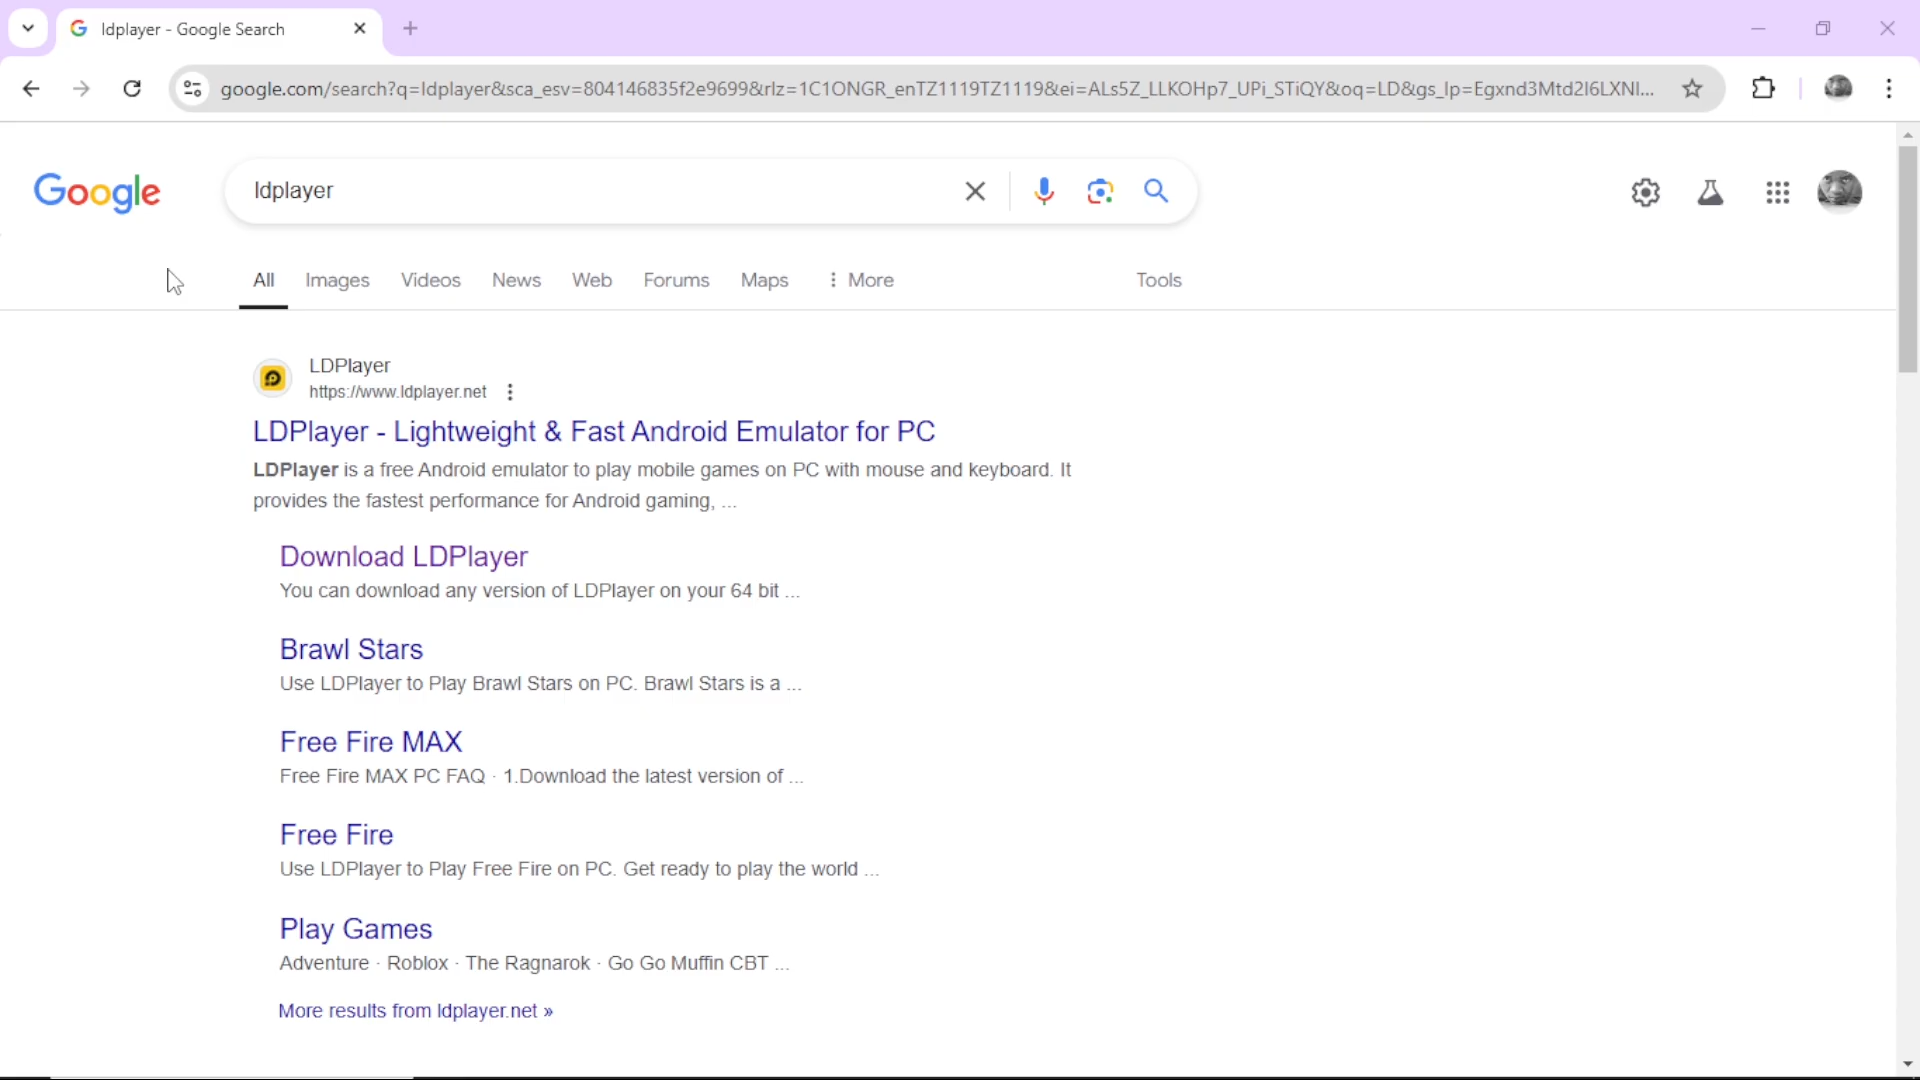 ldplayer - Google Search
google.com/search?q=ldplayer&sca_esv=804146835f2e9699&rlz=1C1ONGR_enTZ1119TZ1119&ei=ALs5Z_LLKOHp7_UPi_STiQY&oq=LD&gs_lp=Egxnd3Mtd2l6LXNl...
Google
ldplayer
All Images Videos News Web Forums Maps More Tools
LDPlayer
https://www.ldplayer.net
LDPlayer - Lightweight & Fast Android Emulator for PC
LDPlayer is a free Android emulator to play mobile games on PC with mouse and keyboard. It
provides the fastest performance for Android gaming, ...
Download LDPlayer
You can download any version of LDPlayer on your 64 bit ...
Brawl Stars
Use LDPlayer to Play Brawl Stars on PC. Brawl Stars is a ...
Free Fire MAX
Free Fire MAX PC FAQ · 1.Download the latest version of ...
Free Fire
Use LDPlayer to Play Free Fire on PC. Get ready to play the world ...
Play Games
Adventure · Roblox · The Ragnarok · Go Go Muffin CBT ...
More results from ldplayer.net »